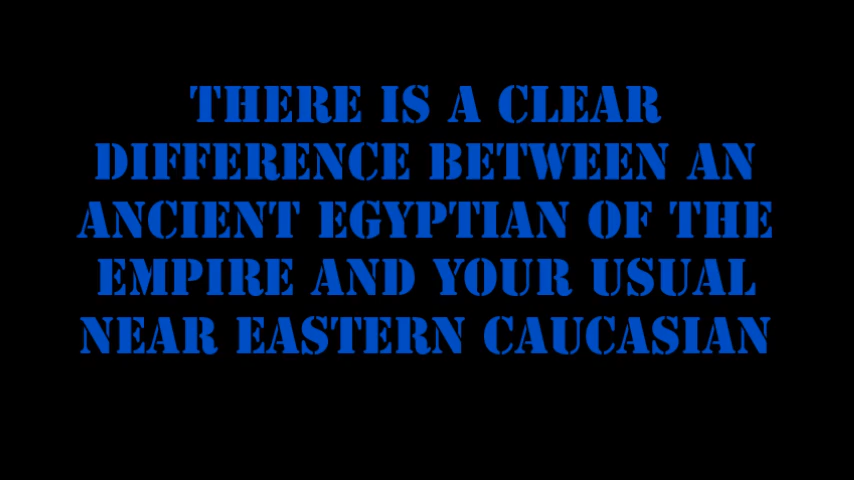 THERE IS A CLEAR
DIFFERENCE BETWEEN AN
ANCIENT EGYPTIAN OF THE
EMPIRE AND YOUR USUAL
NEAR EASTERN CAUCASIAN